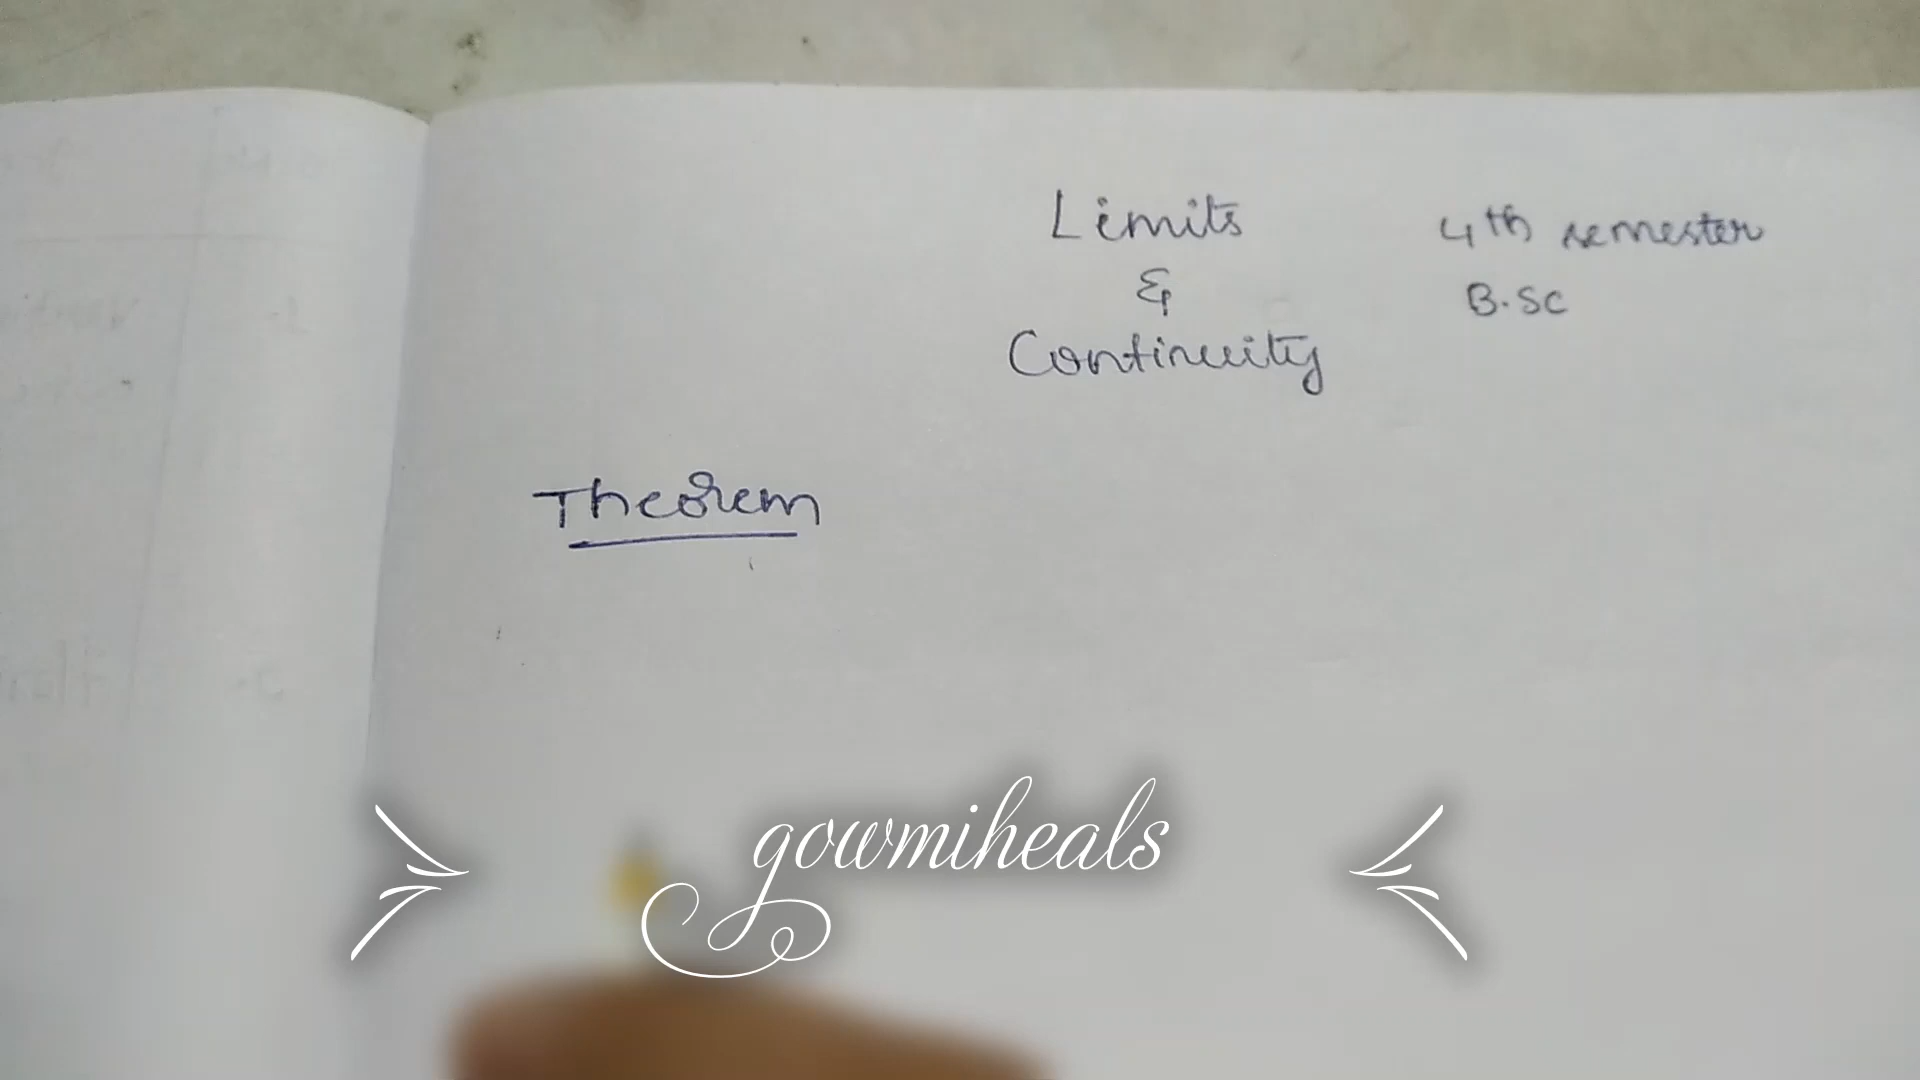 Limits
&
Continuity
4th semester
B.Sc
Theorem
gowmiheals